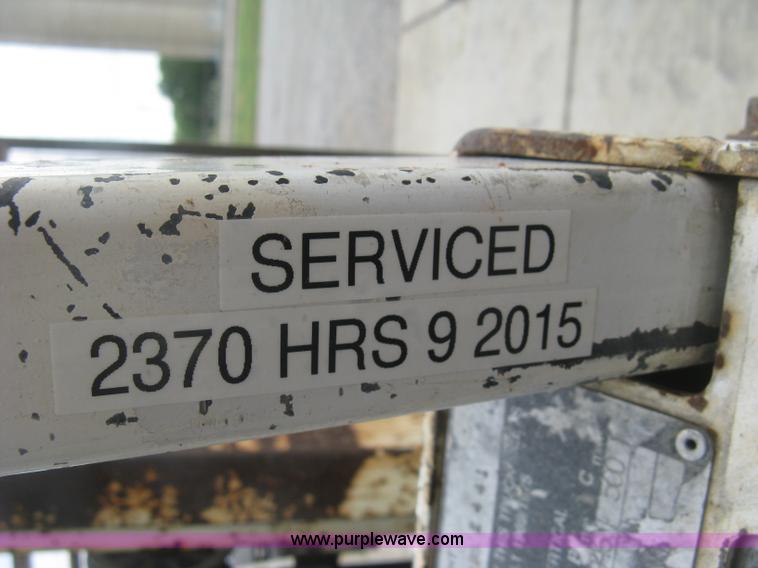 SERVICED
2370 HRS 9 2015
www.purplewave.com